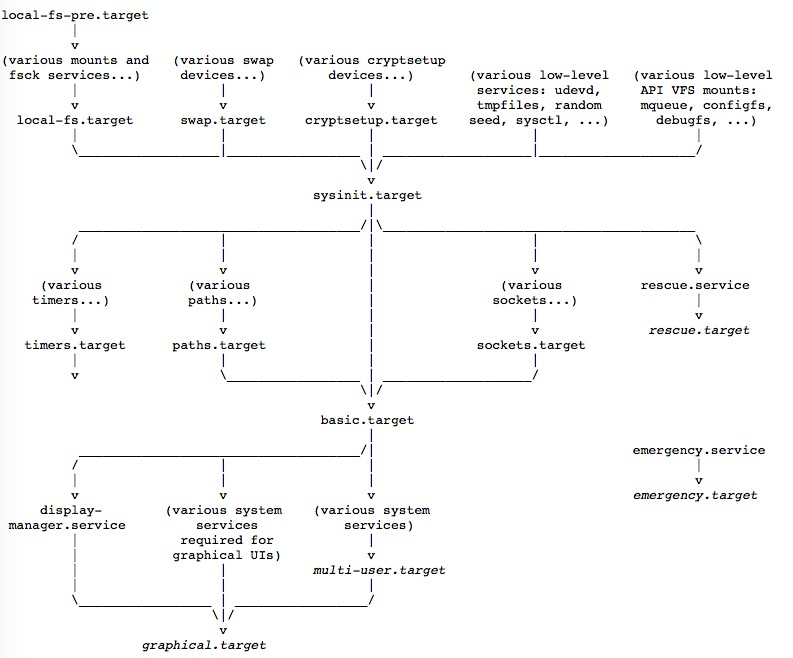 local-fs-pre.target
|
v
(various mounts and (various swap (various cryptsetup
fsck services...) devices...) devices...) (various low-level (various low-level
| | | services: udevd, API VFS mounts:
v v v tmpfiles, random mqueue, configfs,
local-fs.target swap.target cryptsetup.target seed, sysctl, ...) debugfs, ...)
| | | | |
\__________________|_________________ | ___________________|____________________/
\|/
v
sysinit.target
|
____________________________________/|\________________________________________
/ | | | \
| | | | |
v v | v v
(various (various | (various rescue.service
timers...) paths...) | sockets...) |
| | | | v
v v | v rescue.target
timers.target paths.target | sockets.target
| | | |
v \_________________ | ___________________/
\|/
v
basic.target
|
____________________________________/| emergency.service
/ | | |
| | | v
v v v emergency.target
display- (various system (various system
manager.service services services)
| required for |
| graphical UIs) v
| | multi-user.target
| | |
\_________________ | _________________/
\|/
v
graphical.target